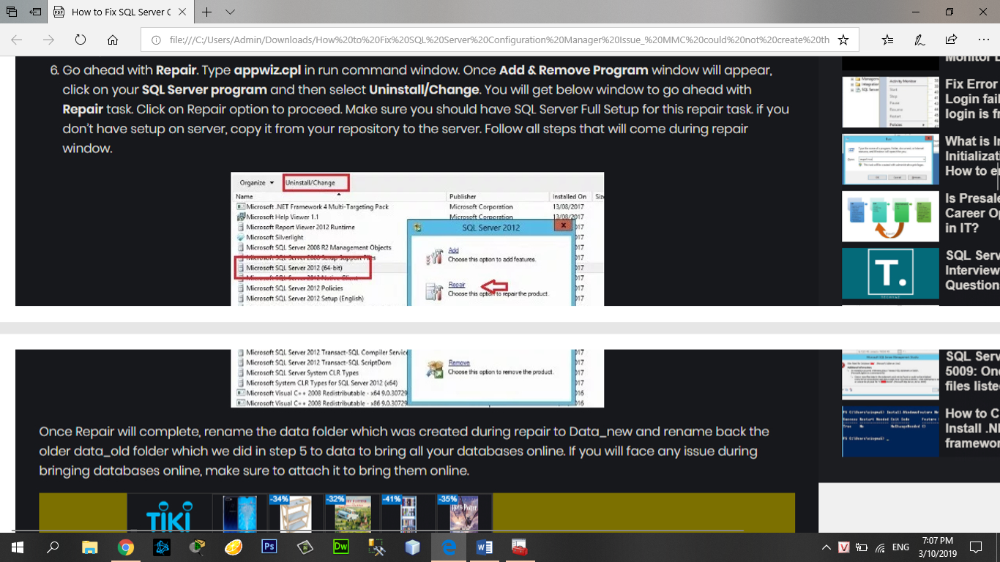 How to Fix SQL Server C
file:///C:/Users/Admin/Downloads/How%20to%20Fix%20SQL%20Server%20Configuration%20Manager%20Issue_%20MMC%20could%20not%20create%20th
6. Go ahead with Repair. Type appwiz.cpl in run command window. Once Add & Remove Program window will appear,
click on your SQL Server program and then select Uninstall/Change. You will get below window to go ahead with
Repair task. Click on Repair option to proceed. Make sure you should have SQL Server Full Setup for this repair task. if you
don't have setup on server, copy it from your repository to the server. Follow all steps that will come during repair
window.
Organize Uninstall/Change
Name Publisher Installed On Size
Microsoft .NET Framework 4 Multi-Targeting Pack Microsoft Corporation 13/08/2017
Microsoft Help Viewer 1.1 Microsoft Corporation 13/08/2017
Microsoft Report Viewer 2012 Runtime 017
Microsoft Silverlight 017
Microsoft SQL Server 2008 R2 Management Objects 017
Microsoft SQL Server 2008 Setup Support Files 017
Microsoft SQL Server 2012 (64-bit) 017
Microsoft SQL Server 2012 Native Client 017
Microsoft SQL Server 2012 Policies 017
Microsoft SQL Server 2012 Setup (English) 017
SQL Server 2012
Add
Choose this option to add features.
Repair
Choose this option to repair the product.
Microsoft SQL Server 2012 Transact-SQL Compiler Service 017
Microsoft SQL Server 2012 Transact-SQL ScriptDom 017
Microsoft SQL Server System CLR Types 017
Microsoft System CLR Types for SQL Server 2012 (x64) 017
Microsoft Visual C++ 2008 Redistributable - x64 9.0.30729 016
Microsoft Visual C++ 2008 Redistributable - x86 9.0.30729 016
Remove
Choose this option to remove the product.
Once Repair will complete, rename the data folder which was created during repair to Data_new and rename back the
older data_old folder which we did in step 5 to data to bring all your databases online. If you will face any issue during
bringing databases online, make sure to attach it to bring them online.
TIKI
-34%
-32%
-41%
-35%
Monitor
Fix Error
Login fai
login is fr
What is In
Initializati
How to e
Is Presale
Career Op
in IT?
T.
SQL Serv
Interview
Question
SQL Serv
5009: One
files liste
How to C
Install .N
framewor
ENG
7:07 PM
3/10/2019